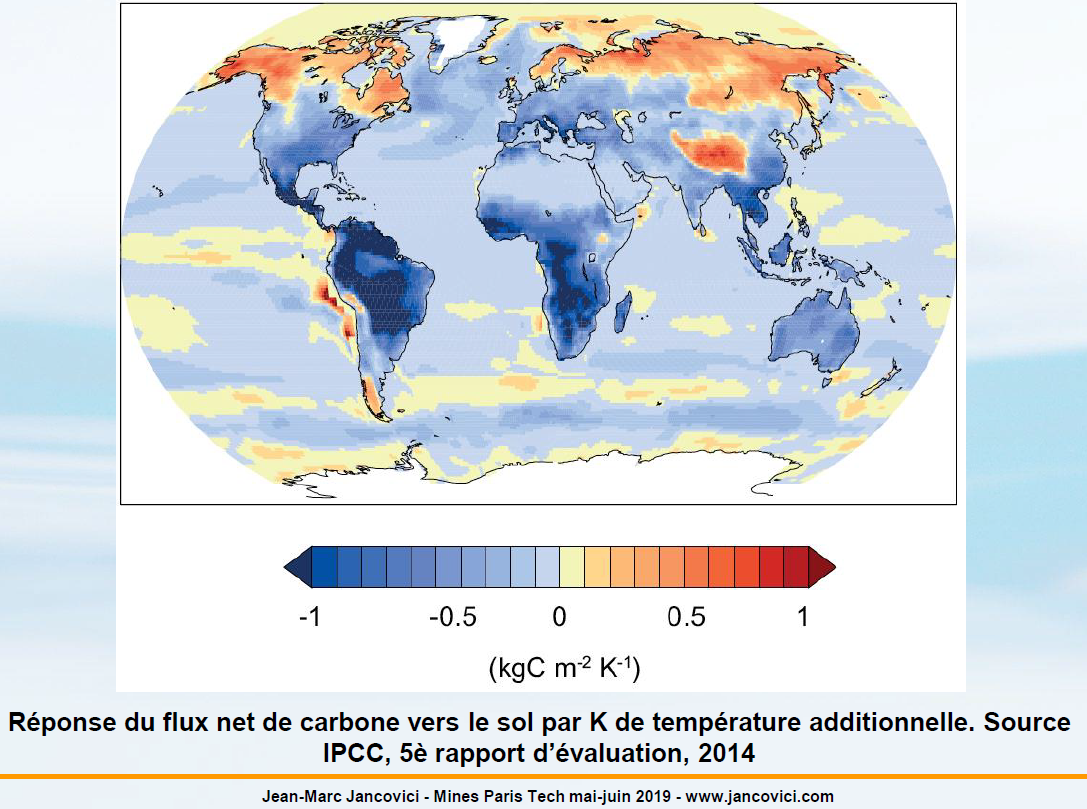 -1 -0.5 0 0.5 1
(kgC m-2 K-1)
Réponse du flux net de carbone vers le sol par K de température additionnelle. Source
IPCC, 5è rapport d’évaluation, 2014
Jean-Marc Jancovici - Mines Paris Tech mai-juin 2019 - www.jancovici.com